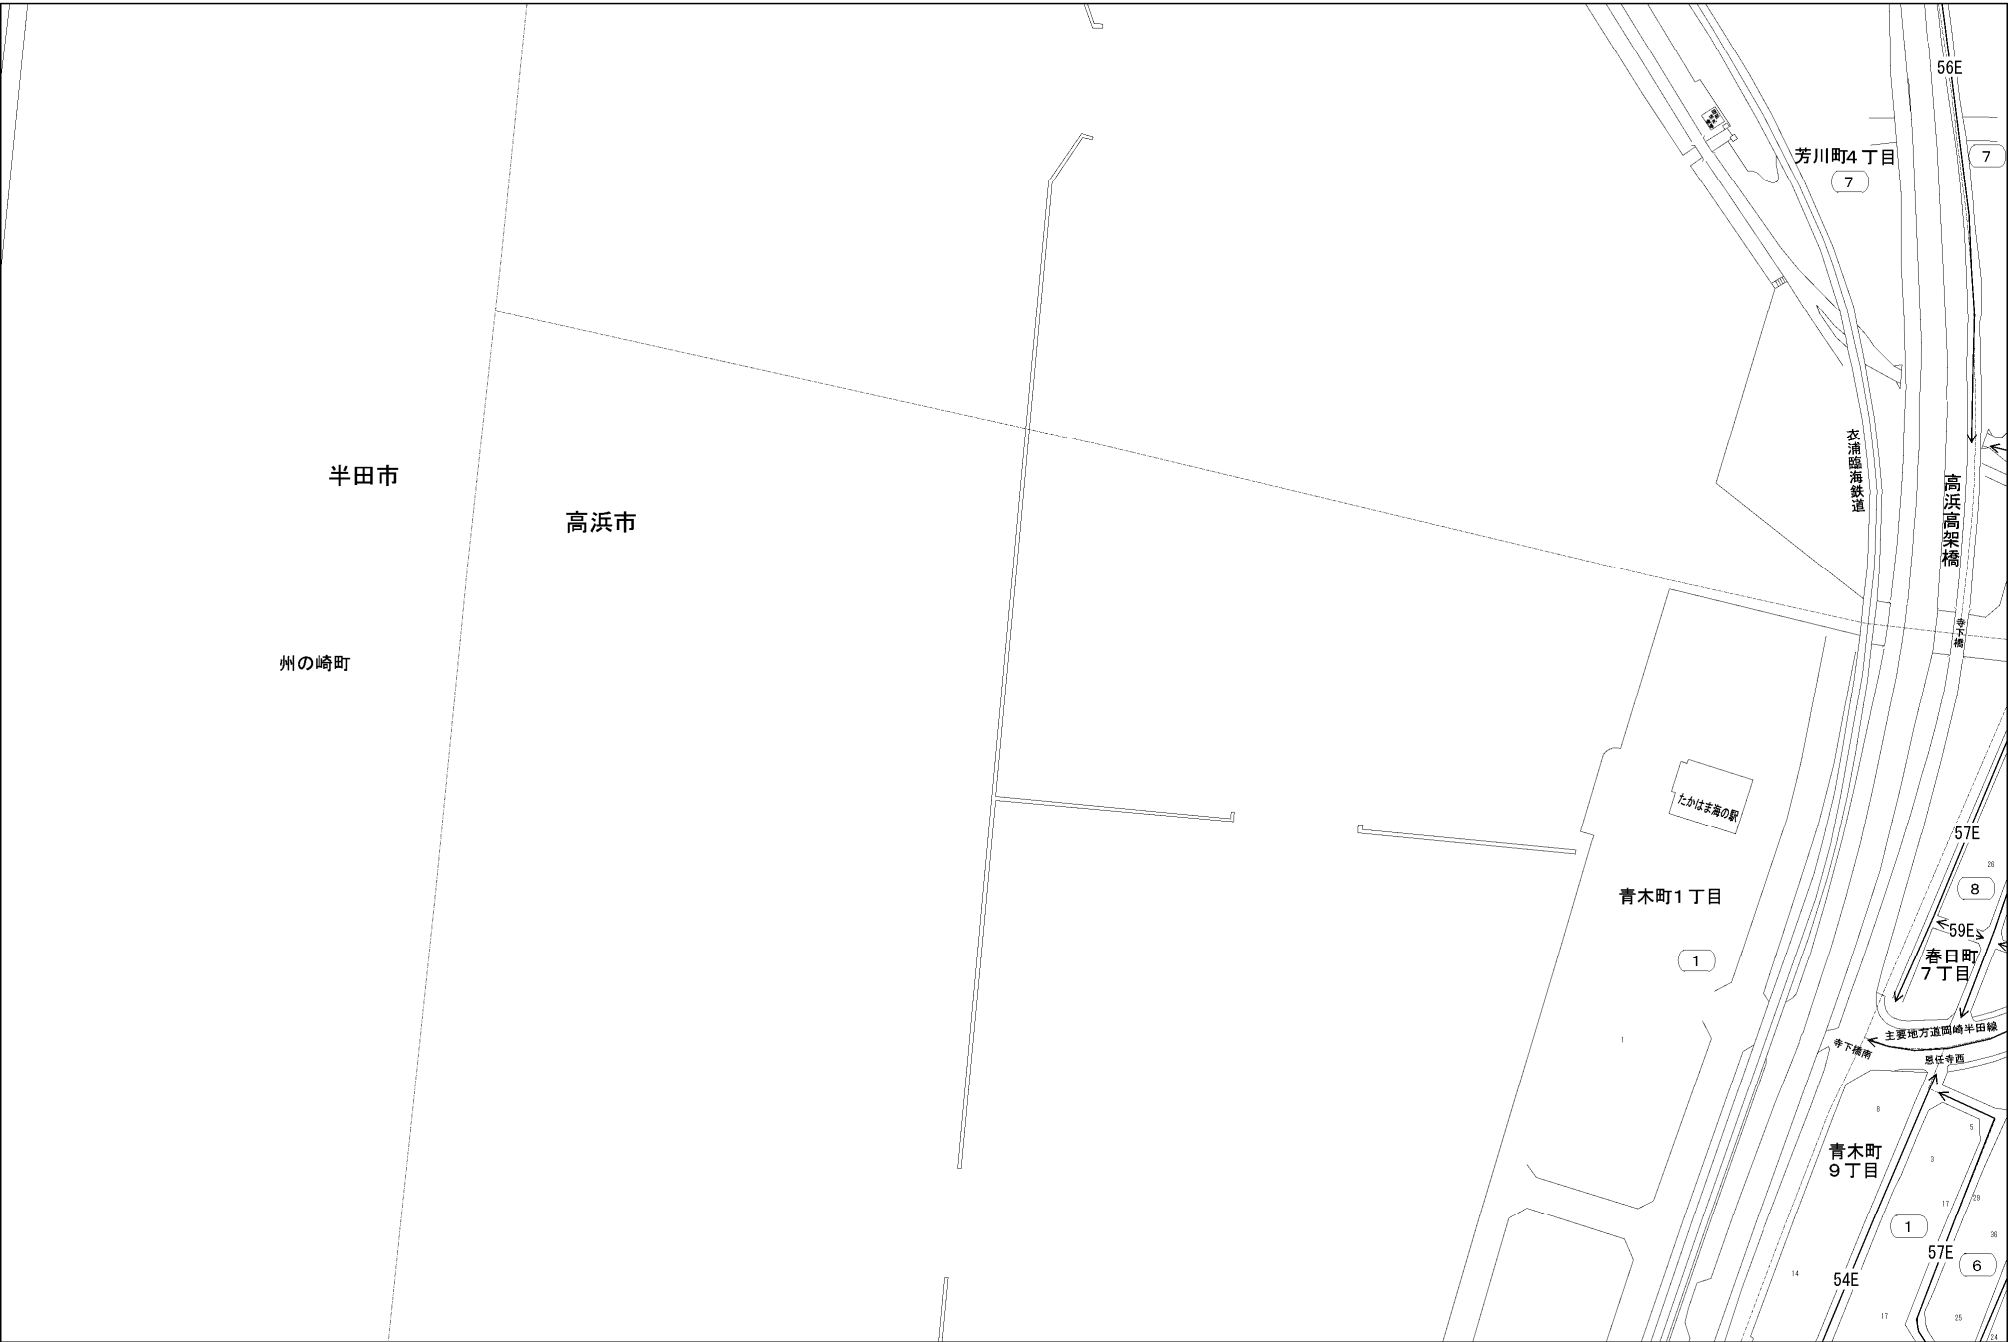 56E
芳川町4丁目
7
7
半田市
高浜市
衣浦臨海鉄道
高浜高架橋
寺下橋
州の崎町
たかはま海の駅
57E
26
8
青木町1丁目
59E
春日町
7丁目
1
1
主要地方道岡崎半田線
寺下橋南
恩任寺西
8
5
青木町
9丁目
3
17
29
1
36
57E
6
54E
14
17
25
24